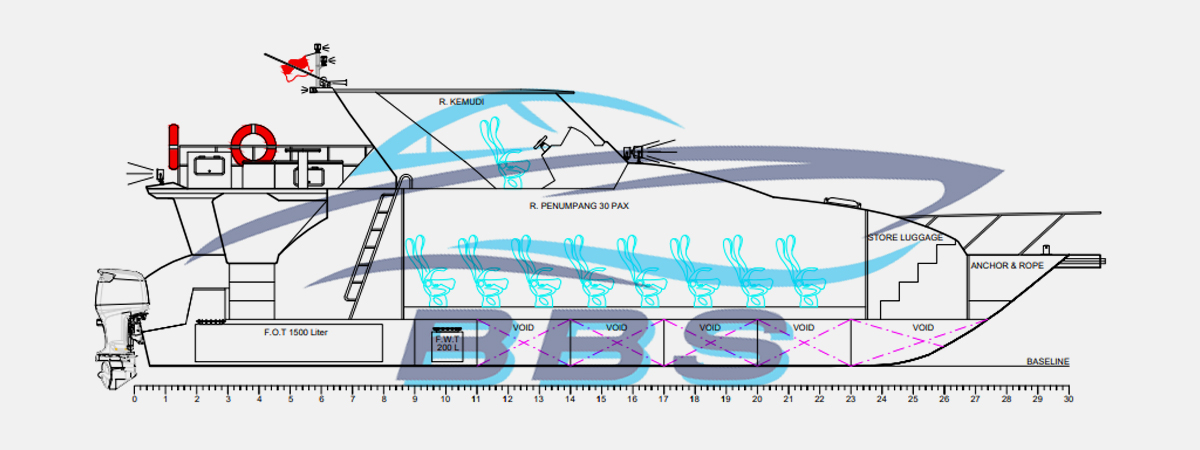 R. KEMUDI
R. PENUMPANG 30 PAX
STORE LUGGAGE
ANCHOR & ROPE
F.O.T 1500 Liter
F.W.T
200 L
VOID VOID VOID VOID VOID
BBS
BASELINE
0 1 2 3 4 5 6 7 8 9 10 11 12 13 14 15 16 17 18 19 20 21 22 23 24 25 26 27 28 29 30